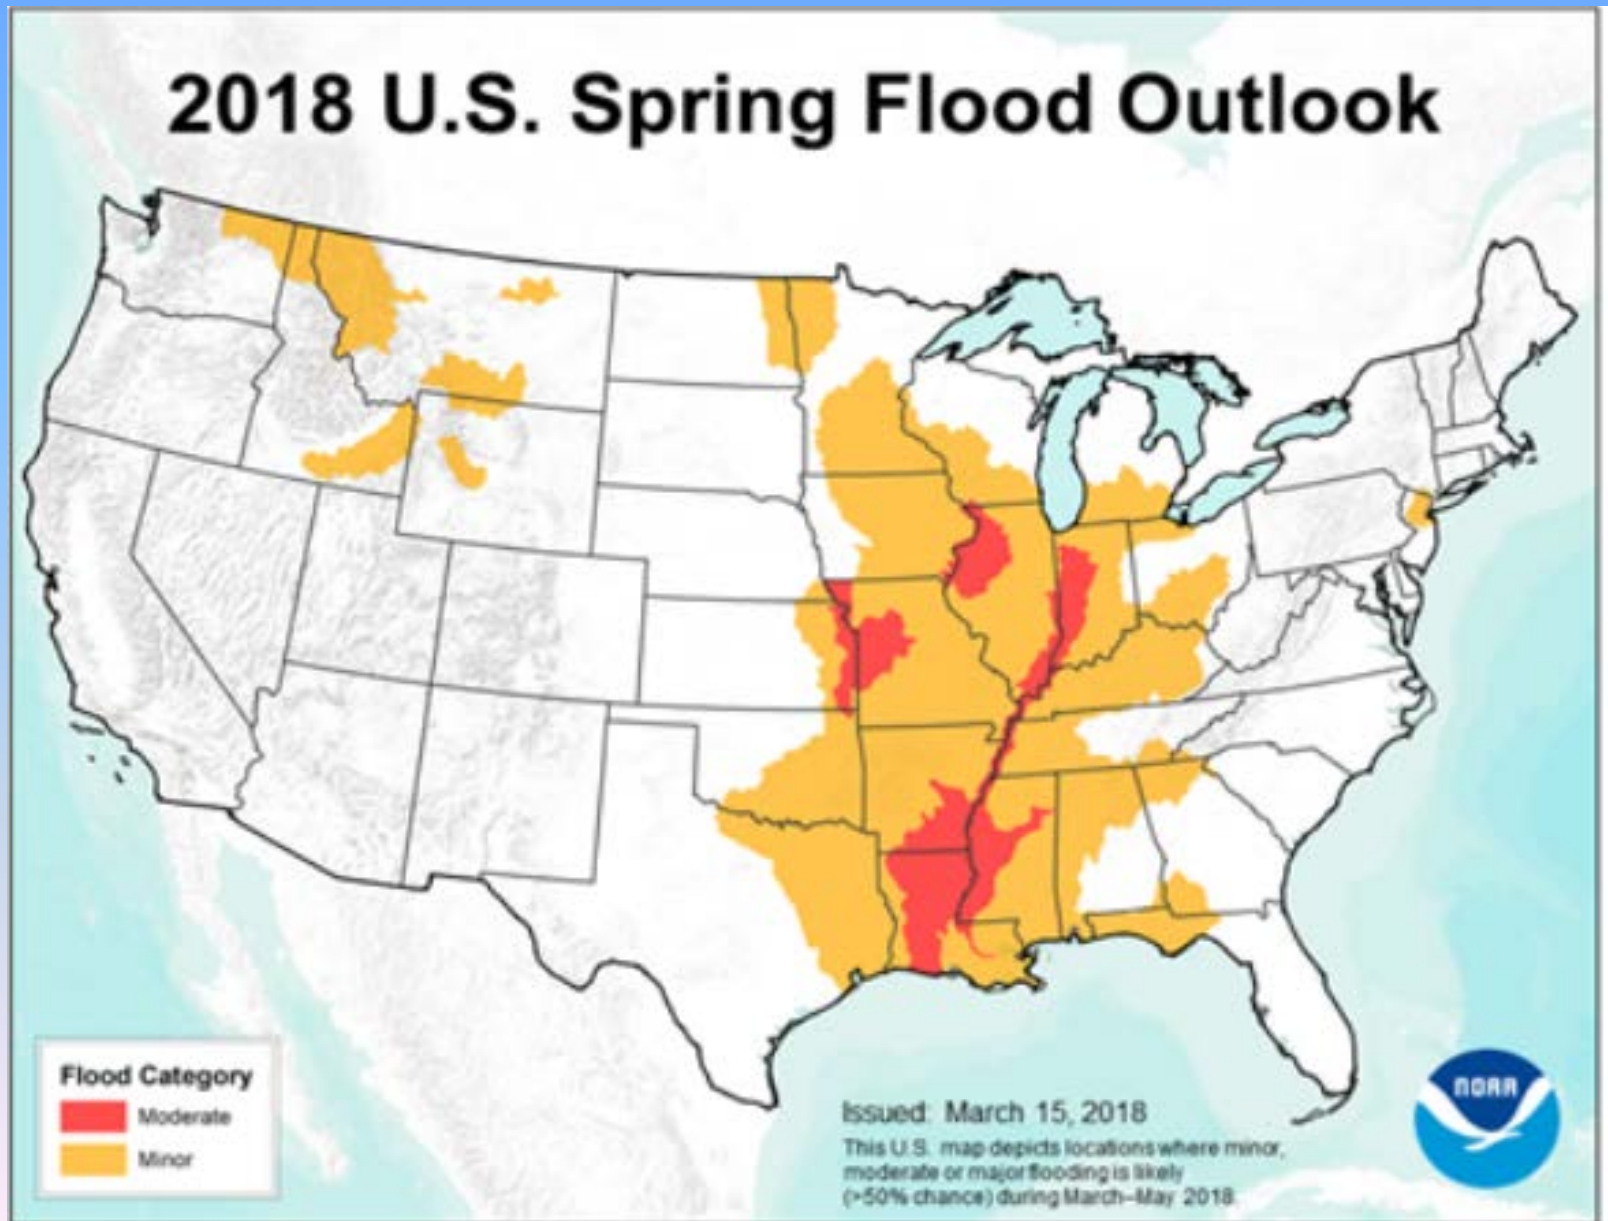 2018 U.S. Spring Flood Outlook
Flood Category
Moderate
Minor
Issued: March 15, 2018
This U.S. map depicts locations where minor,
moderate or major flooding is likely
(>50% chance) during March–May 2018.
NOAA